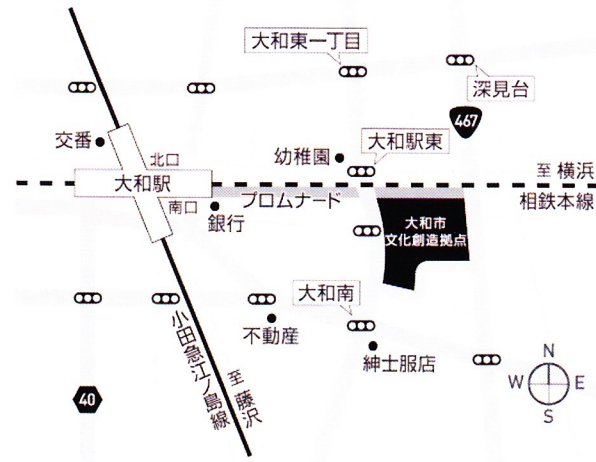 大和東一丁目
深見台
467
交番
北口
幼稚園
大和駅東
至 横浜
大和駅
相鉄本線
南口
プロムナード
銀行
大和市
文化創造拠点
大和南
不動産
紳士服店
小田急江ノ島線
至 藤沢
40
N
W
E
S